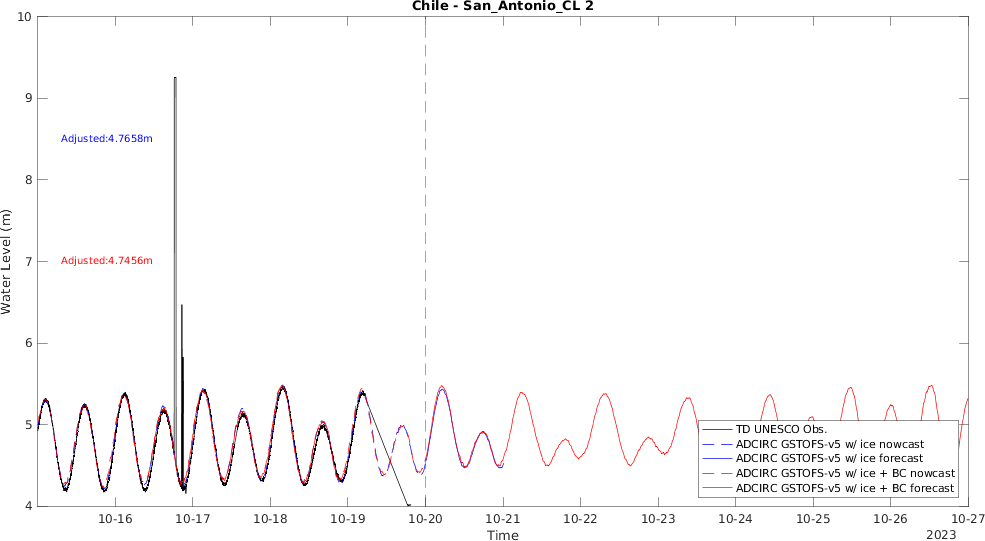 Chile - San_Antonio_CL 2
10
9
8
7
6
5
4
Water Level (m)
Adjusted:4.7658m
Adjusted:4.7456m
TD UNESCO Obs.
ADCIRC GSTOFS-v5 w/ ice nowcast
ADCIRC GSTOFS-v5 w/ ice forecast
ADCIRC GSTOFS-v5 w/ ice + BC nowcast
ADCIRC GSTOFS-v5 w/ ice + BC forecast
10-16 10-17 10-18 10-19 10-20 10-21 10-22 10-23 10-24 10-25 10-26 10-27
Time
2023